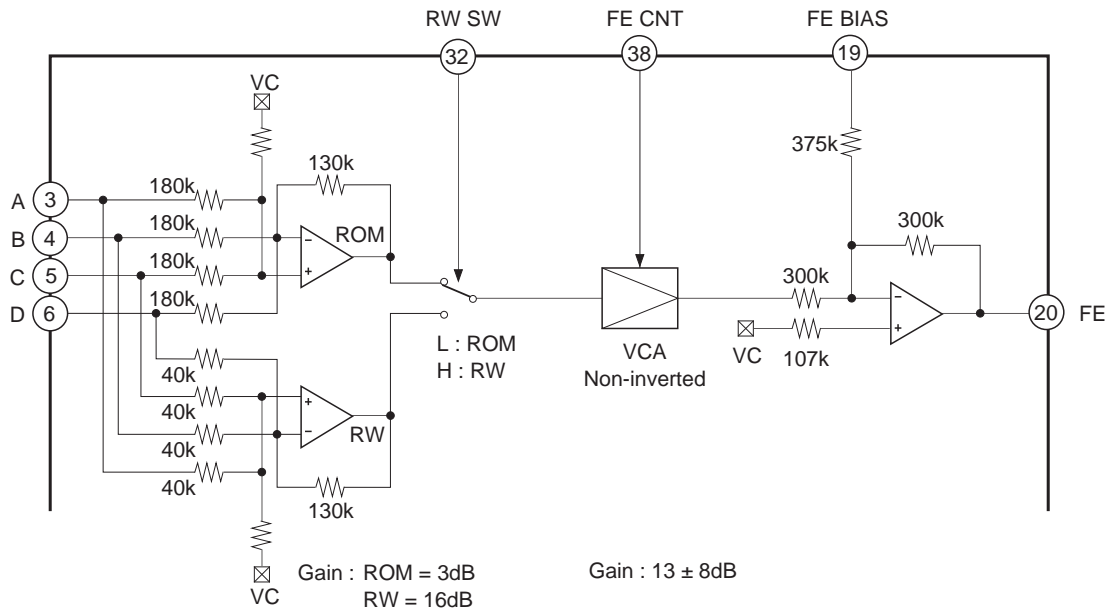 RW SW FE CNT FE BIAS
32 38 19
VC
375k
130k
A 3 180k
B 4 180k ROM 300k
C 5 180k 300k
D 6 180k 20 FE
VC 107k
L : ROM VCA
H : RW Non-inverted
40k
40k
40k RW
40k
130k
VC
Gain : ROM = 3dB Gain : 13 ± 8dB
RW = 16dB